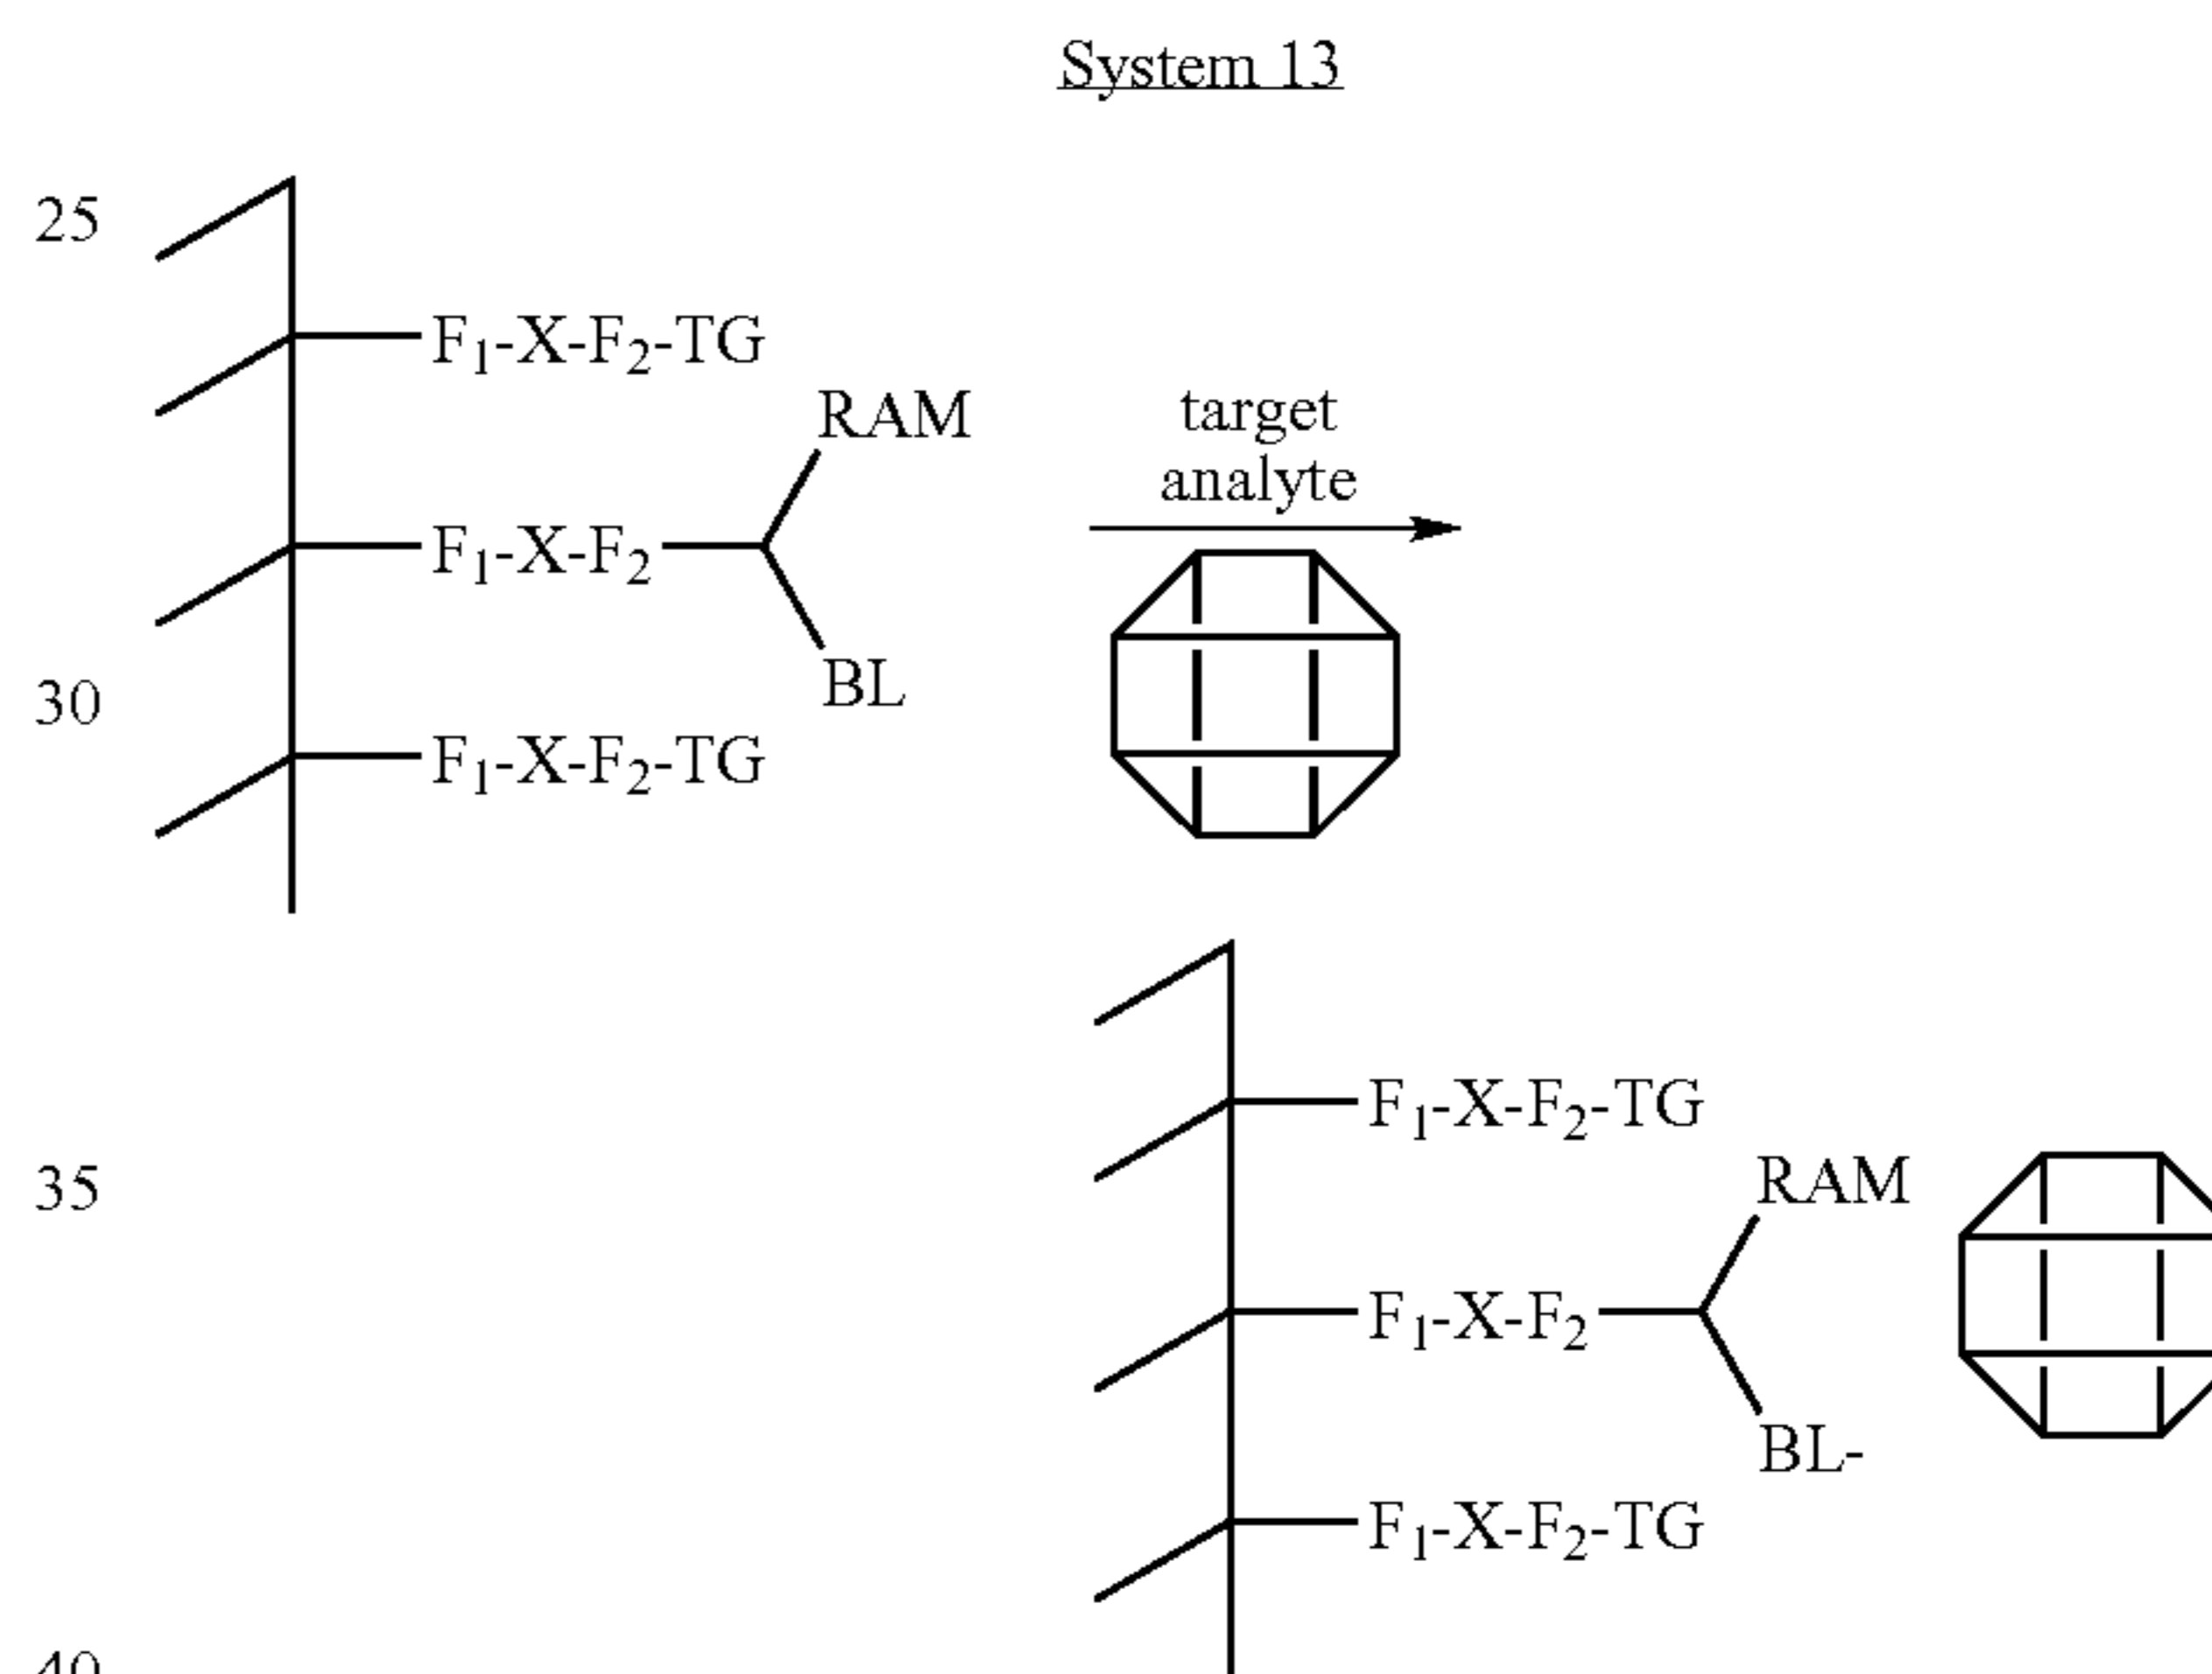 System 13
25
F₁-X-F₂-TG
RAM
target
analyte
F₁-X-F₂
BL
30
F₁-X-F₂-TG
F₁-X-F₂-TG
35
RAM
F₁-X-F₂
BL-
F₁-X-F₂-TG
40